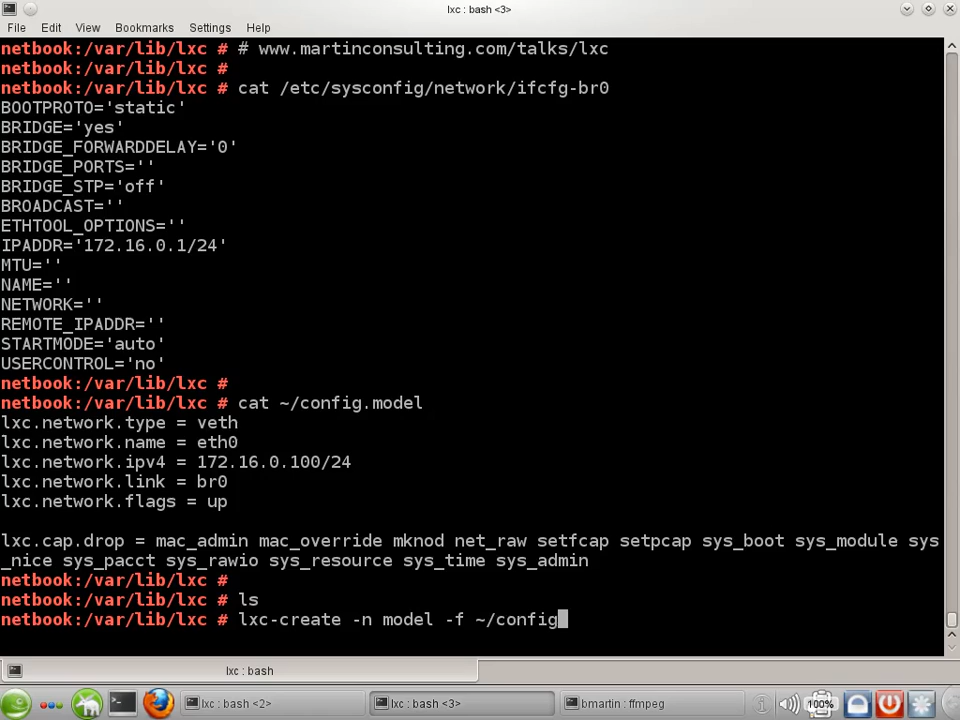 lxc : bash <3>
File Edit View Bookmarks Settings Help
netbook:/var/lib/lxc # # www.martinconsulting.com/talks/lxc
netbook:/var/lib/lxc #
netbook:/var/lib/lxc # cat /etc/sysconfig/network/ifcfg-br0
BOOTPROTO='static'
BRIDGE='yes'
BRIDGE_FORWARDDELAY='0'
BRIDGE_PORTS=''
BRIDGE_STP='off'
BROADCAST=''
ETHTOOL_OPTIONS=''
IPADDR='172.16.0.1/24'
MTU=''
NAME=''
NETWORK=''
REMOTE_IPADDR=''
STARTMODE='auto'
USERCONTROL='no'
netbook:/var/lib/lxc #
netbook:/var/lib/lxc # cat ~/config.model
lxc.network.type = veth
lxc.network.name = eth0
lxc.network.ipv4 = 172.16.0.100/24
lxc.network.link = br0
lxc.network.flags = up
lxc.cap.drop = mac_admin mac_override mknod net_raw setfcap setpcap sys_boot sys_module sys
_nice sys_pacct sys_rawio sys_resource sys_time sys_admin
netbook:/var/lib/lxc #
netbook:/var/lib/lxc # ls
netbook:/var/lib/lxc # lxc-create -n model -f ~/config
lxc : bash
lxc : bash <2>
lxc : bash <3>
bmartin : ffmpeg
100%